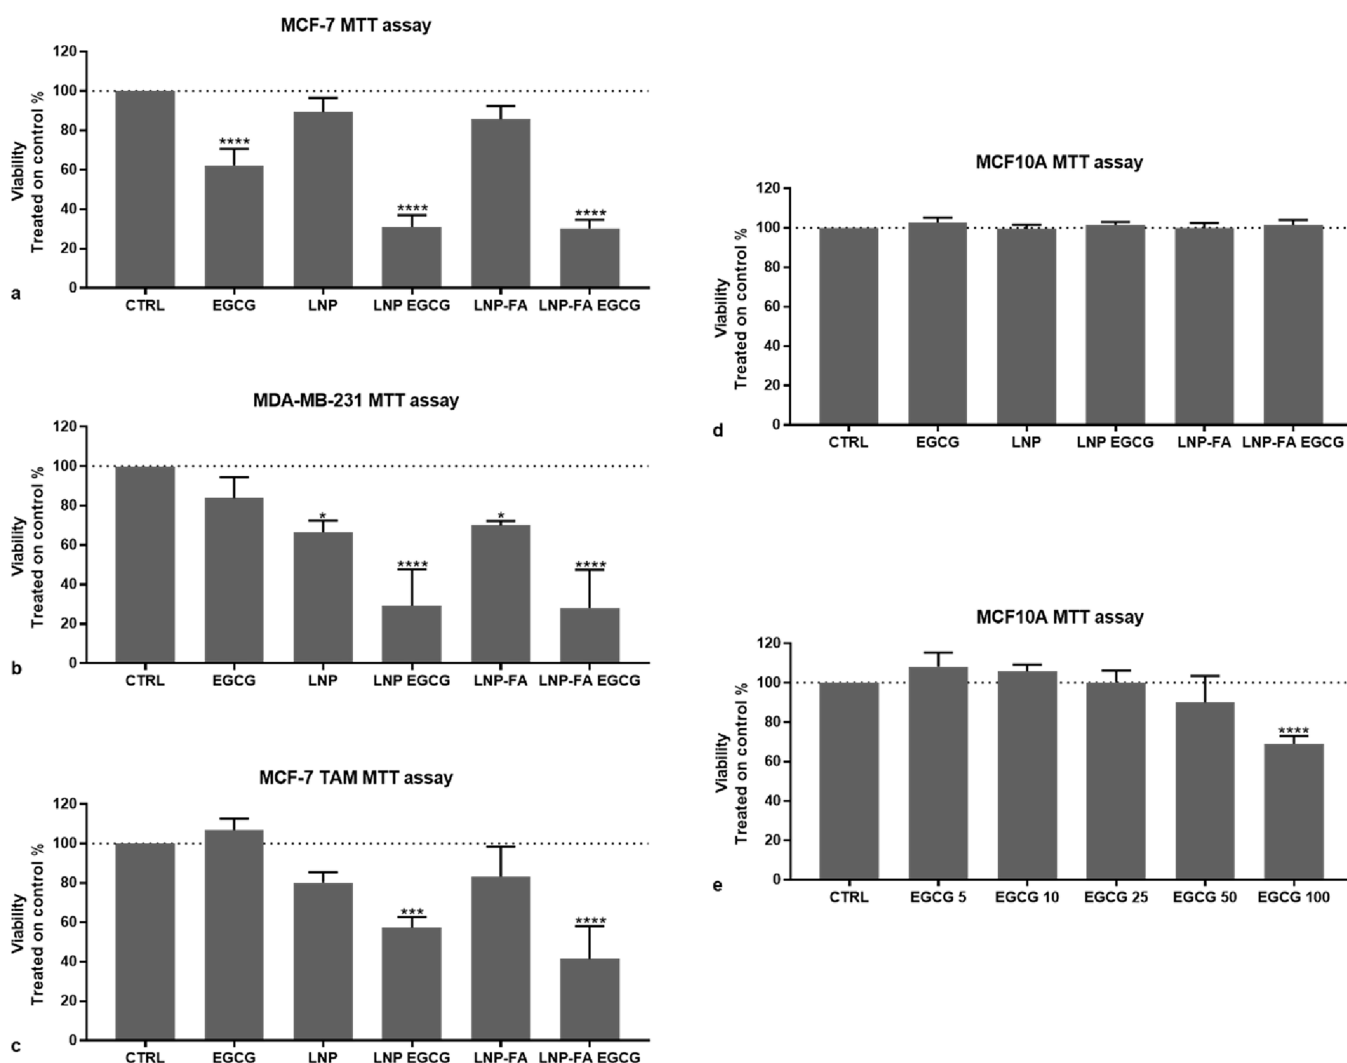 MCF-7 MTT assay
Viability
Treated on control %
120
100
80
60
40
20
0
****
****
****
CTRL EGCG LNP LNP EGCG LNP-FA LNP-FA EGCG
a
MDA-MB-231 MTT assay
Viability
Treated on control %
120
100
80
60
40
20
0
*
****
*
****
CTRL EGCG LNP LNP EGCG LNP-FA LNP-FA EGCG
b
MCF-7 TAM MTT assay
Viability
Treated on control %
120
100
80
60
40
20
0
***
****
CTRL EGCG LNP LNP EGCG LNP-FA LNP-FA EGCG
c
MCF10A MTT assay
Viability
Treated on control %
120
100
80
60
40
20
0
CTRL EGCG LNP LNP EGCG LNP-FA LNP-FA EGCG
d
MCF10A MTT assay
Viability
Treated on control %
120
100
80
60
40
20
0
****
CTRL EGCG 5 EGCG 10 EGCG 25 EGCG 50 EGCG 100
e